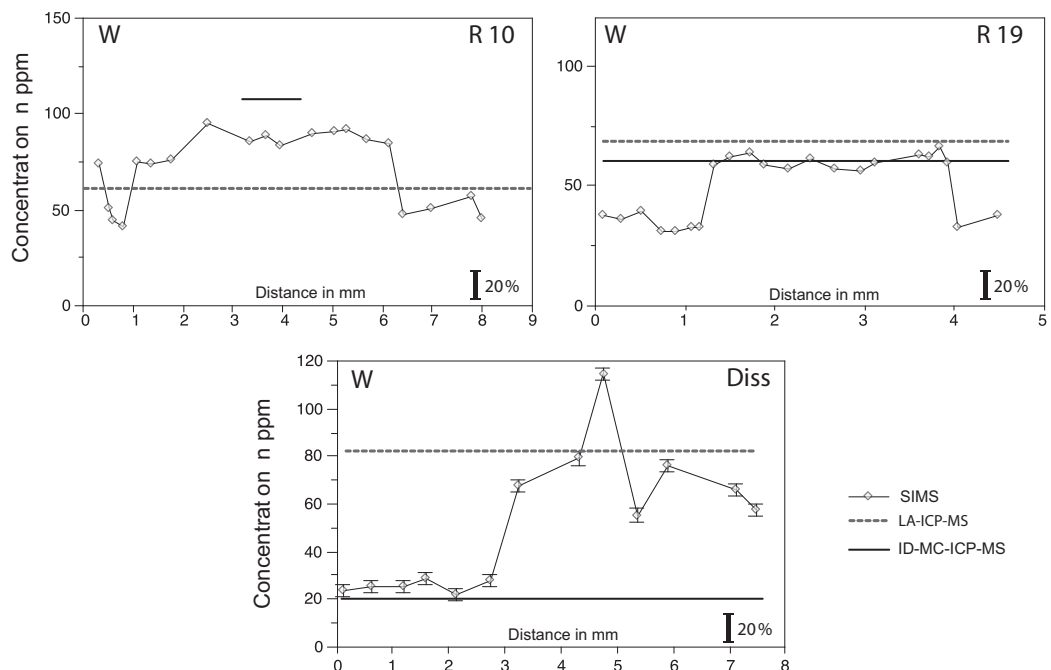 W R 10
150
100
50
0
Concentrat on n ppm
Distance in mm
20%
0 1 2 3 4 5 6 7 8 9
W R 19
100
50
0
Distance in mm
20%
0 1 2 3 4 5
W Diss
120
100
80
60
40
20
0
Concentrat on n ppm
Distance in mm
20%
0 1 2 3 4 5 6 7 8
SIMS
LA-ICP-MS
ID-MC-ICP-MS